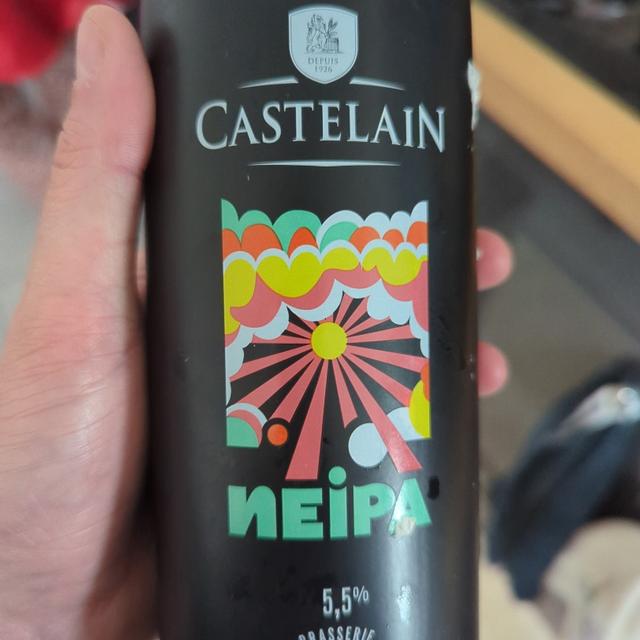 DEPUIS
1926
CASTELAIN
NEIPA
5,5%
BRASSERIE